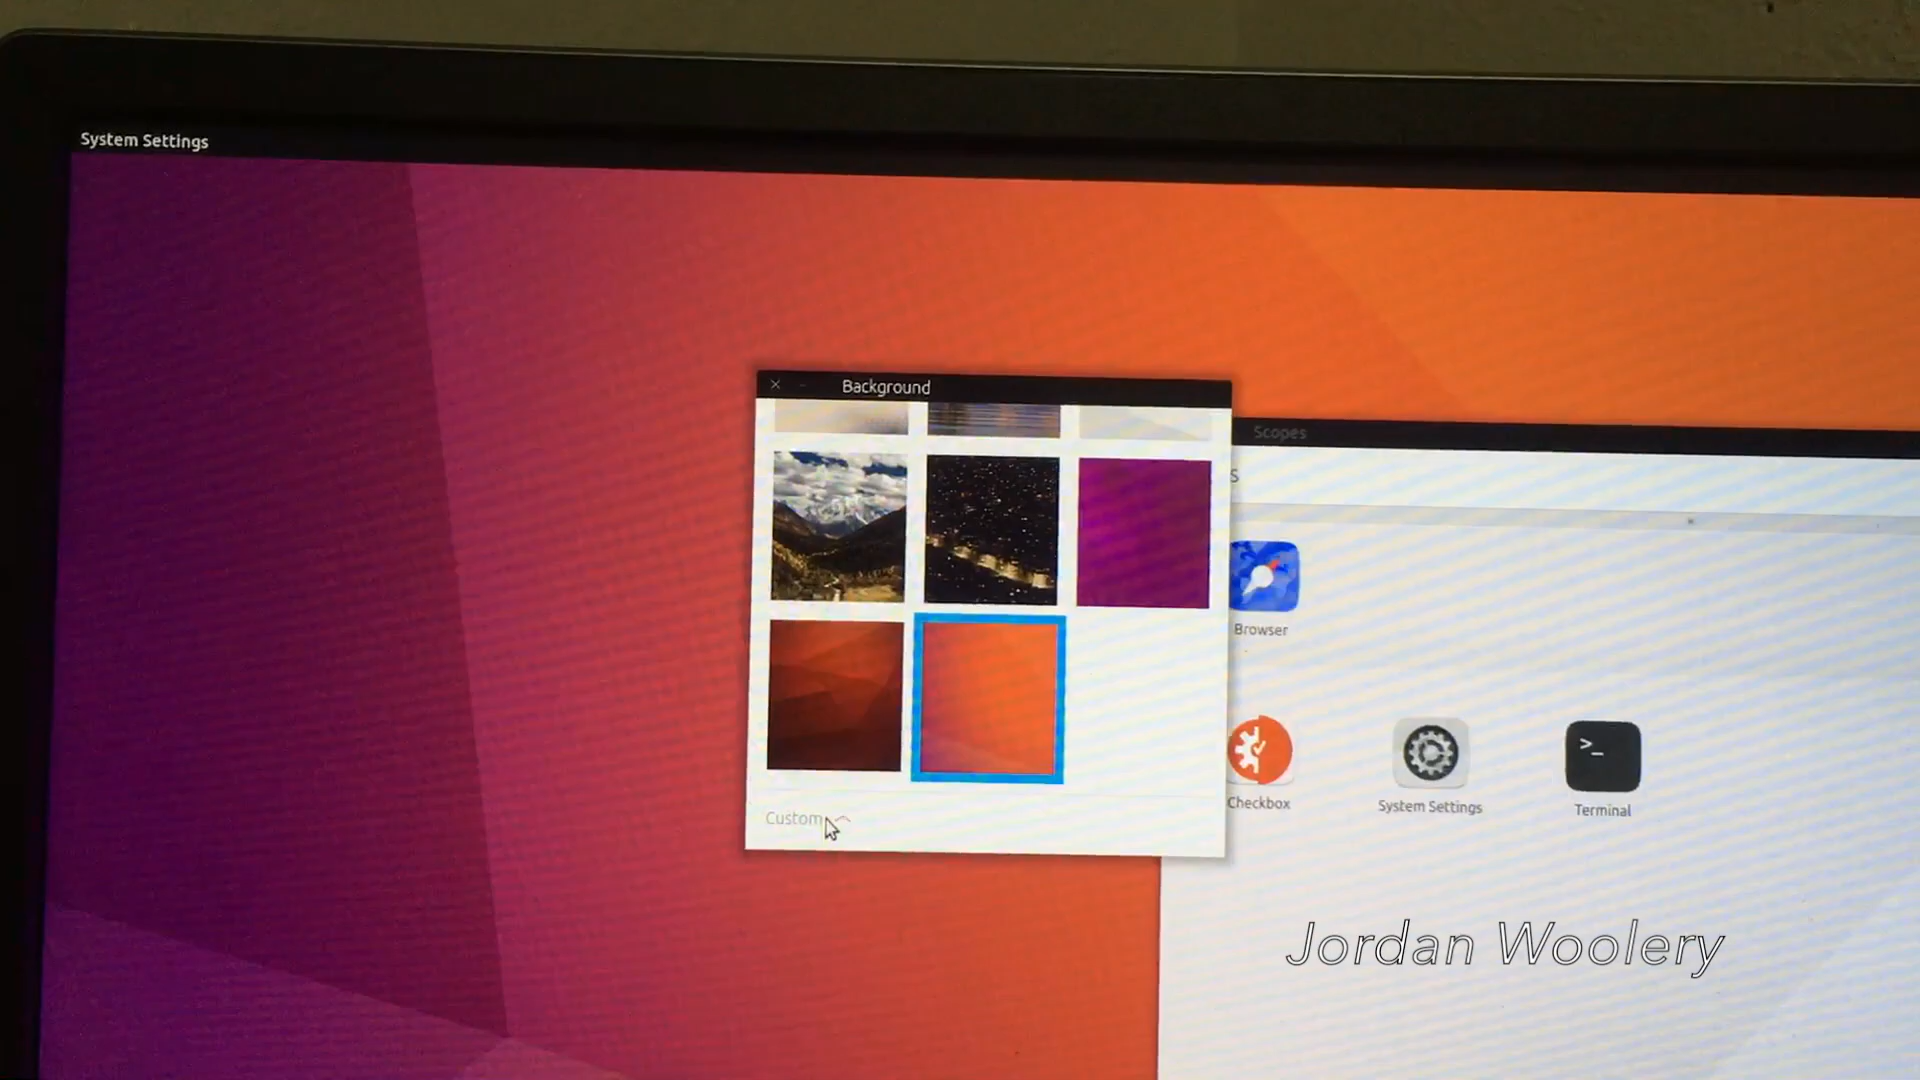 System Settings
Background
Scopes
s
Browser
Checkbox
System Settings
>_
Terminal
Custom
Jordan Woolery